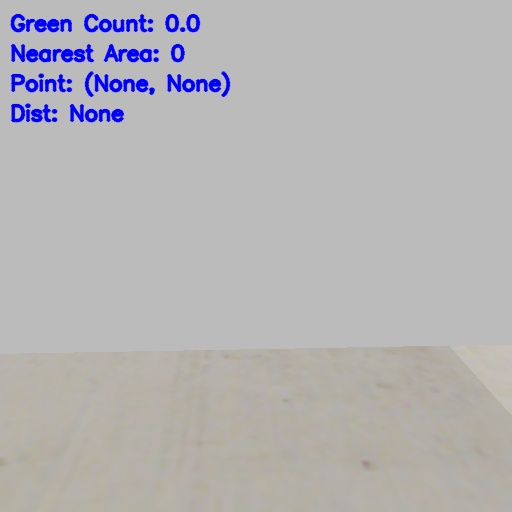 Green Count: 0.0
Nearest Area: 0
Point: (None, None)
Dist: None